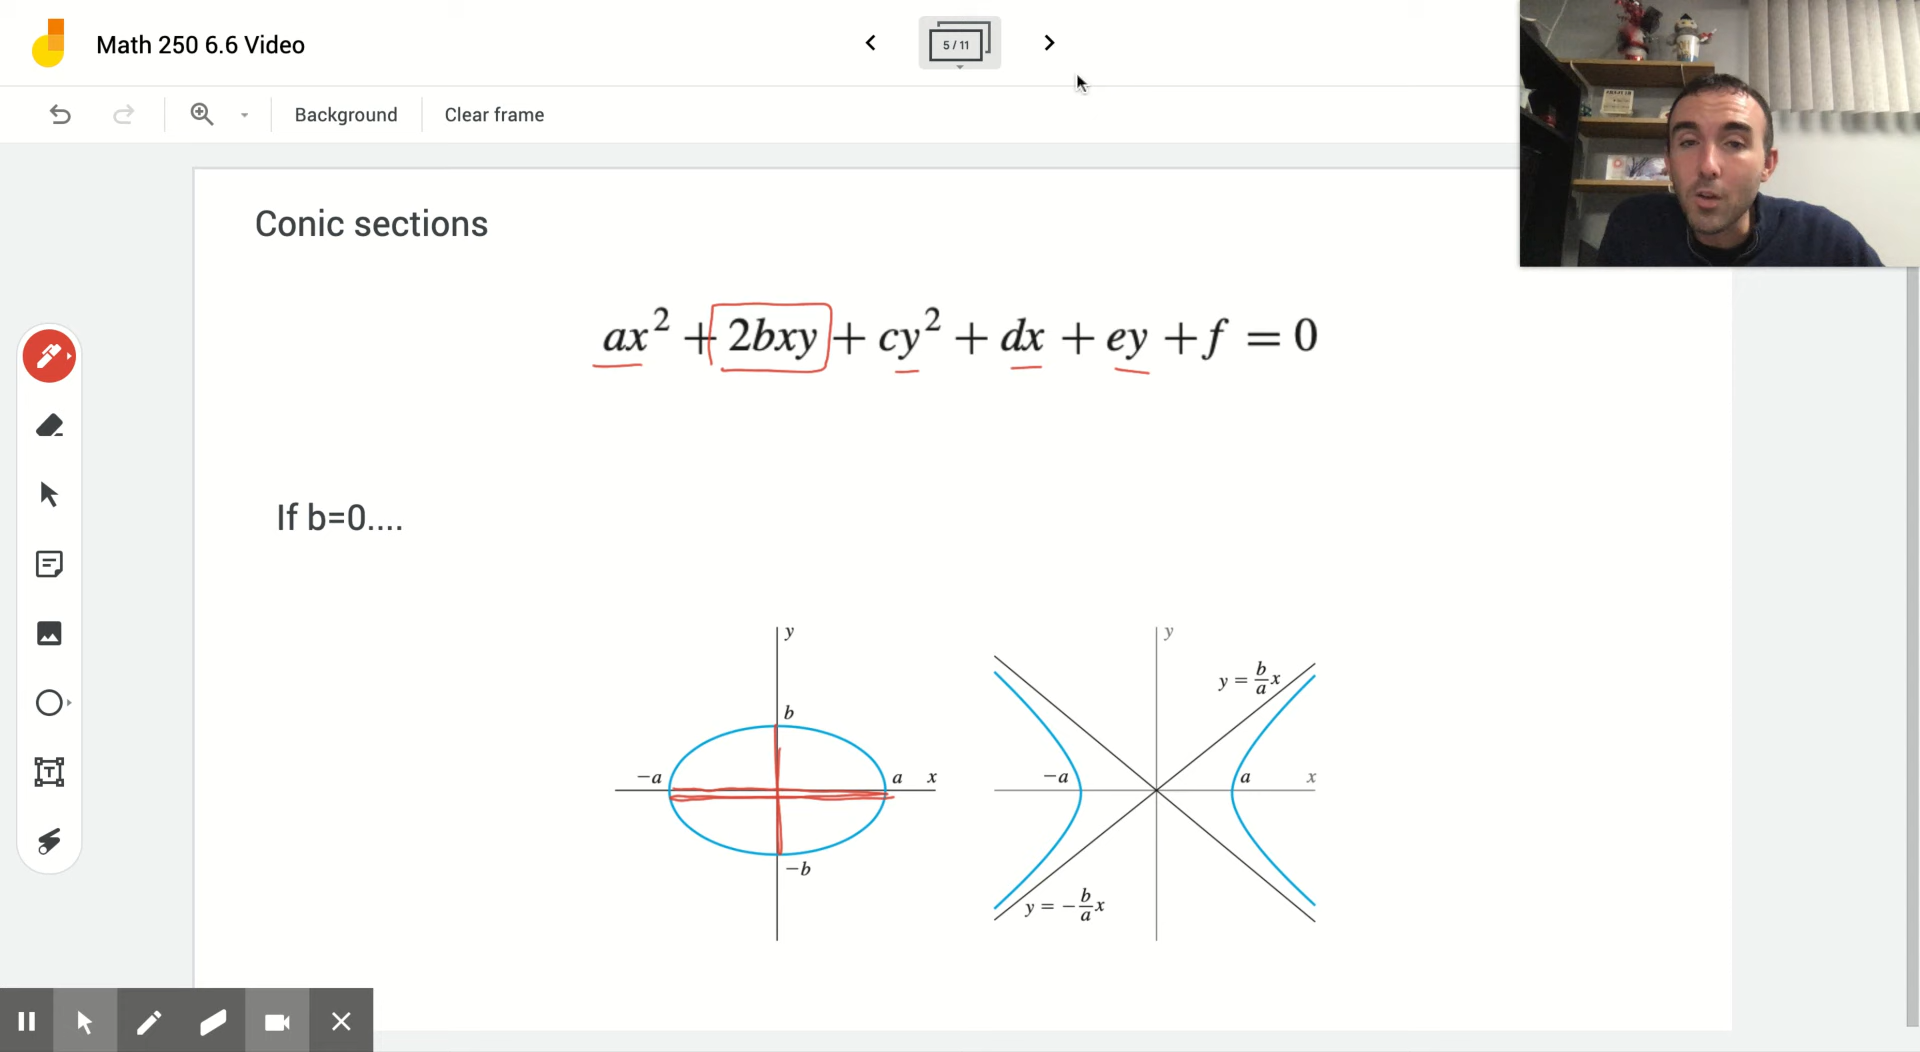 Math 250 6.6 Video
5 / 11
Background
Clear frame
Conic sections
ax² + 2bxy + cy² + dx + ey + f = 0
If b=0....
y
b
−a
a
x
−b
y
y = b/a x
−a
a
x
y = −b/a x